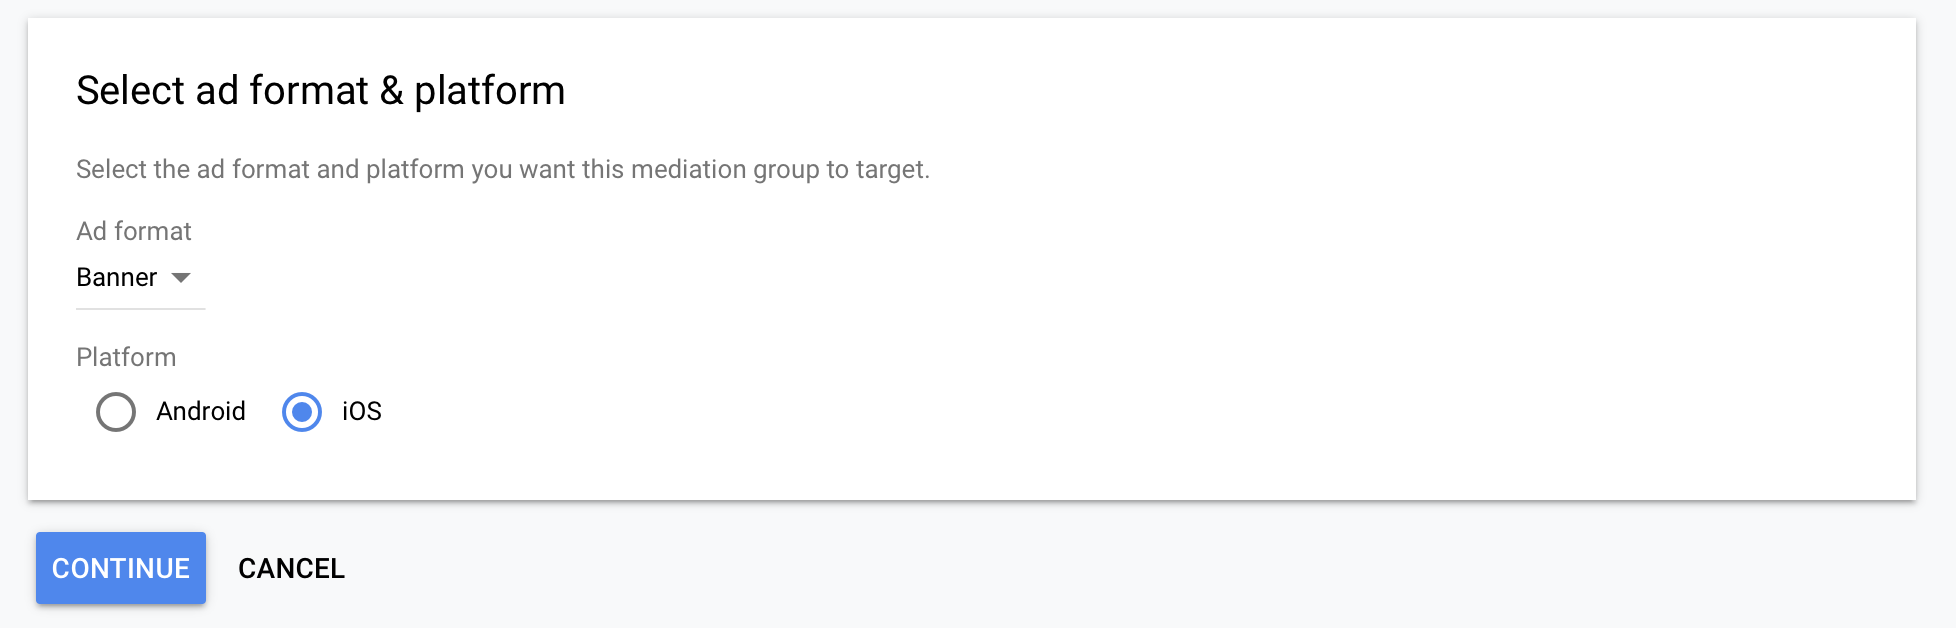 Select ad format & platform
Select the ad format and platform you want this mediation group to target.
Ad format
Banner
Platform
Android iOS
CONTINUE CANCEL